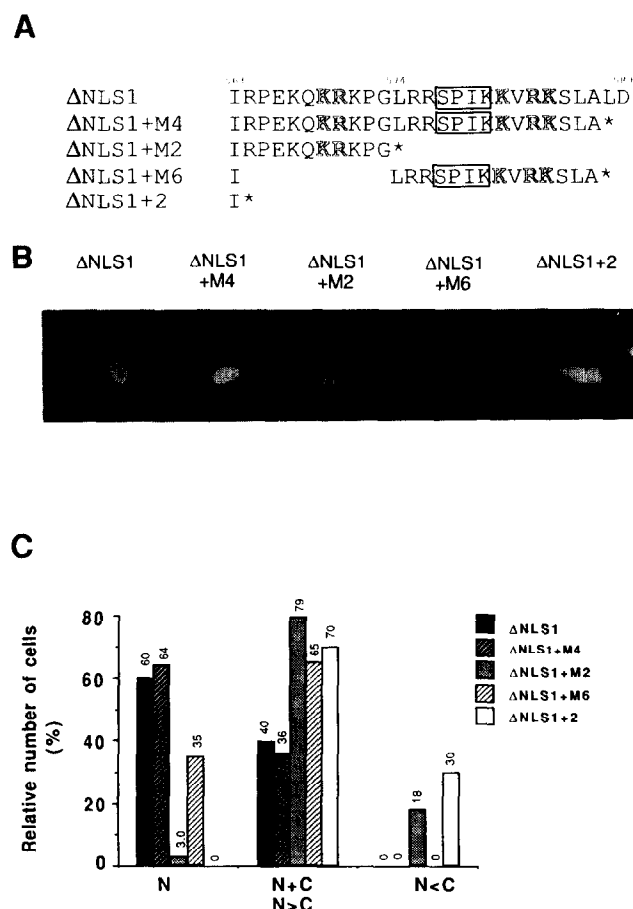 A
574
ΔNLS1 IRPEKQKRKPGLRRSPIKKVRKSLALD
ΔNLS1+M4 IRPEKQKRKPGLRRSPIKKVRKSLA*
ΔNLS1+M2 IRPEKQKRKPG*
ΔNLS1+M6 I LRRSPIKKVRKSLA*
ΔNLS1+2 I*
B
ΔNLS1 ΔNLS1 +M4 ΔNLS1 +M2 ΔNLS1 +M6 ΔNLS1+2
C
Relative number of cells (%)
80
60
40
20
0
60 64 3.0 35 0
40 36 79 65 70
0 0 18 0 30
N
N+C
N>C
N<C
ΔNLS1
ΔNLS1+M4
ΔNLS1+M2
ΔNLS1+M6
ΔNLS1+2